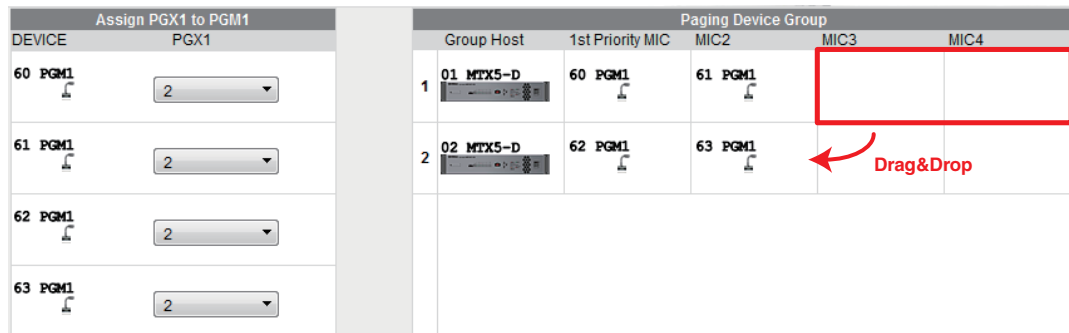 Assign PGX1 to PGM1
DEVICE PGX1
60 PGM1
2
61 PGM1
2
62 PGM1
2
63 PGM1
2
Paging Device Group
Group Host 1st Priority MIC MIC2 MIC3 MIC4
1 01 MTX5-D 60 PGM1 61 PGM1
2 02 MTX5-D 62 PGM1 63 PGM1
Drag&Drop